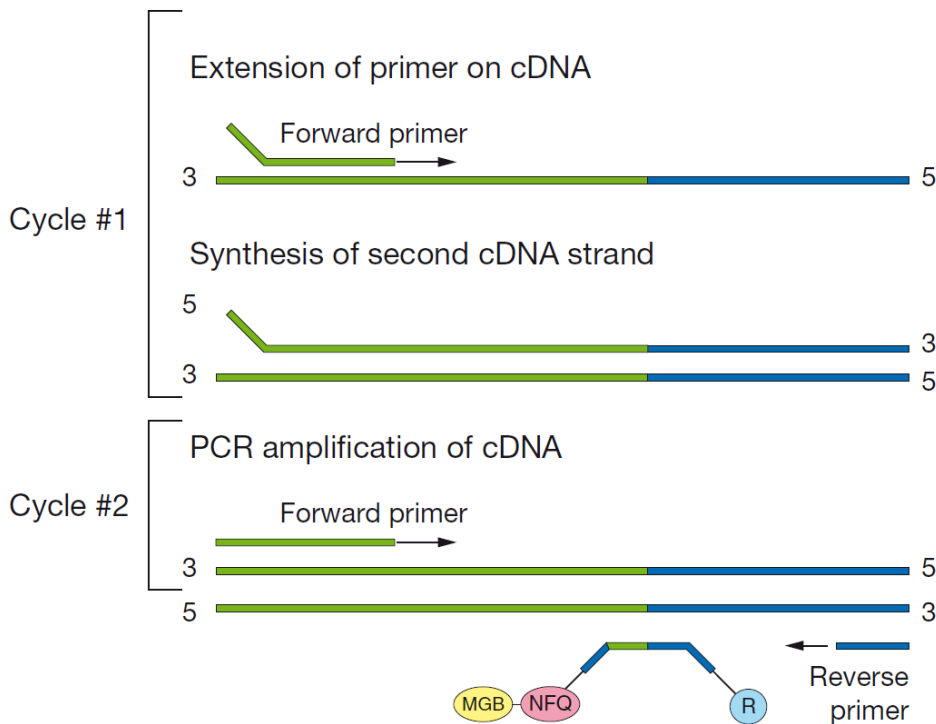 Extension of primer on cDNA
Forward primer
3 5
Cycle #1
Synthesis of second cDNA strand
5
3
3 5
PCR amplification of cDNA
Cycle #2
Forward primer
3 5
5 3
MGB NFQ R
Reverse
primer